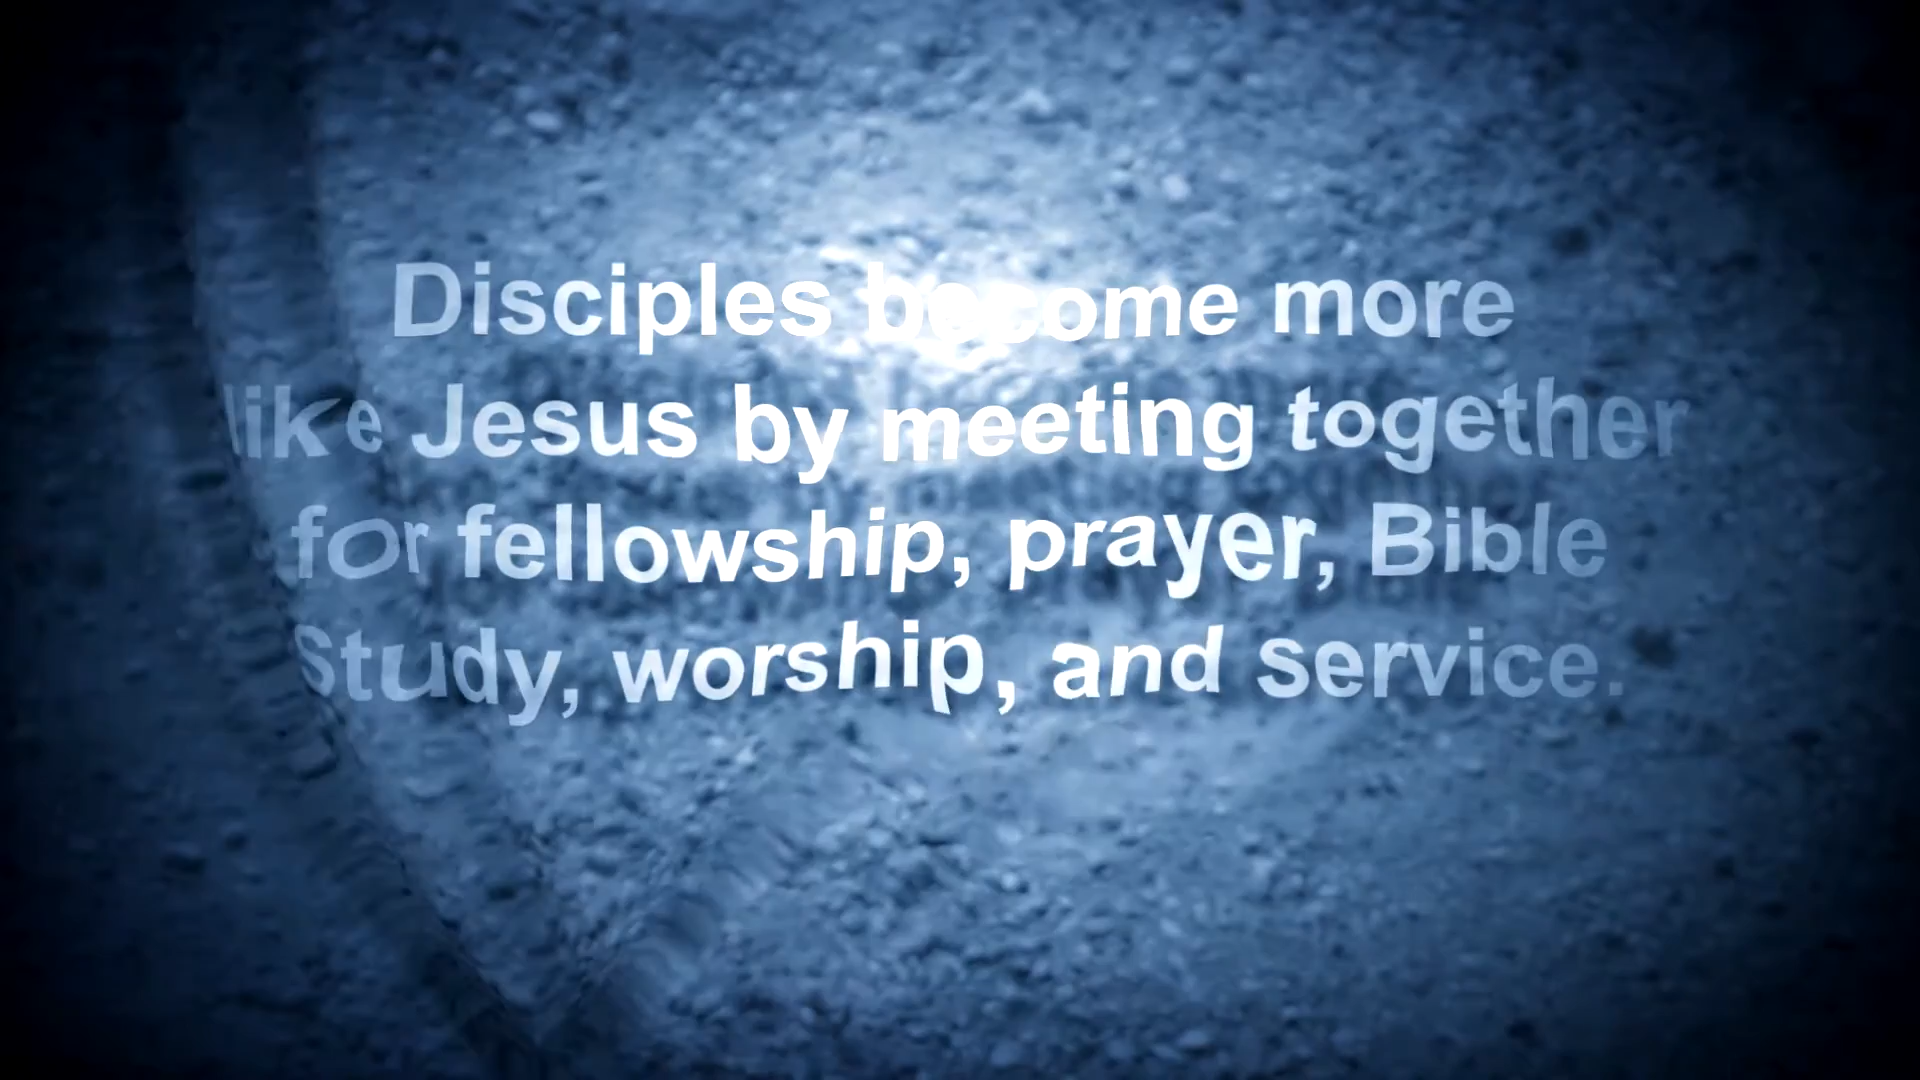 Disciples become more
like Jesus by meeting together
for fellowship, prayer, Bible
Study, worship, and service.